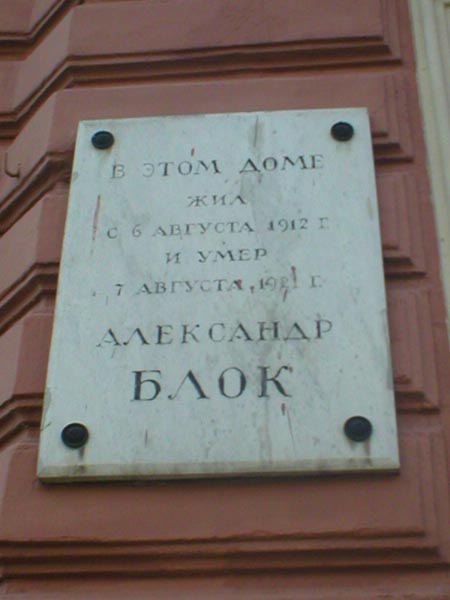 В ЭТОМ ДОМЕ
ЖИЛ
С 6 АВГУСТА 1912 Г.
И УМЕР
7 АВГУСТА 1921 Г.
АЛЕКСАНДР
БЛОК